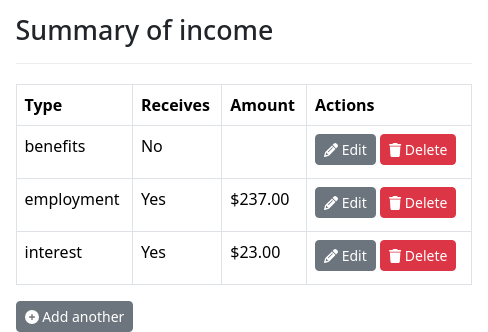 Summary of income
Type Receives Amount Actions
benefits No Edit Delete
employment Yes $237.00 Edit Delete
interest Yes $23.00 Edit Delete
Add another